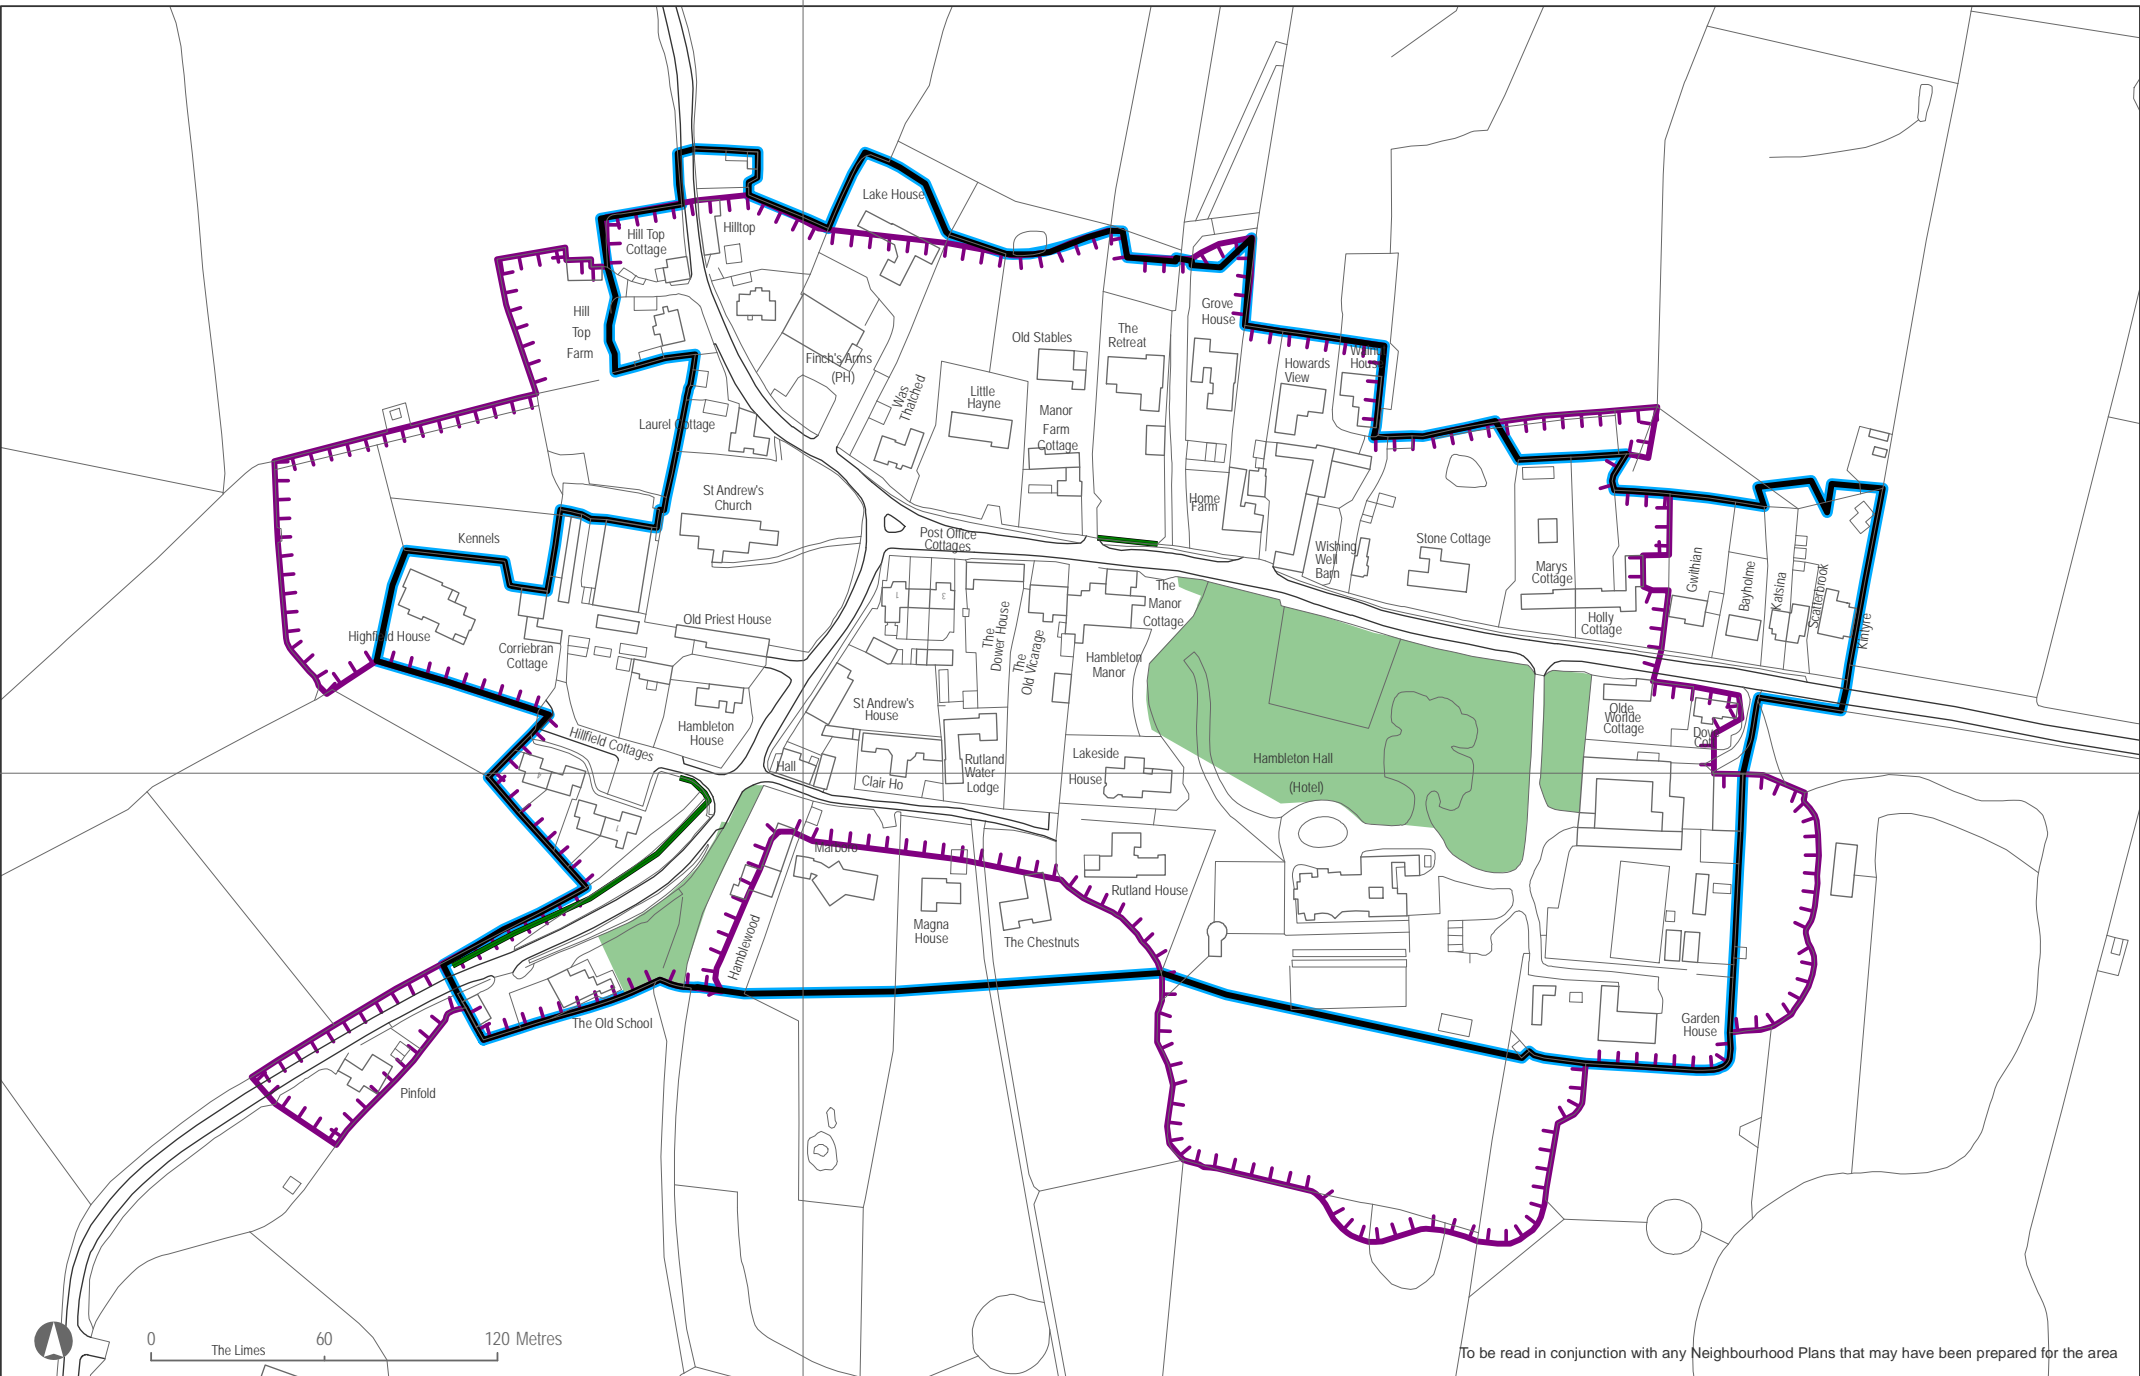 Lake House
Hill Top
Cottage
Hilltop
Hill
Top
Farm
Grove
House
Finch's Arms
(PH)
Old Stables
The
Retreat
Howards
View
House
Was
Thatched
Little
Hayne
Manor
Farm
Cottage
Laurel Cottage
St Andrew's
Church
Home
Farm
Kennels
Post Office
Cottages
Stone Cottage
Wishing
Well
Barn
Marys
Cottage
Gwithian
Bayholme
Kalsina
Scatterbrook
Kintyre
The
Manor
Cottage
Highfield House
Old Priest House
Corriebran
Cottage
The
Dower House
The
Old Vicarage
Holly
Cottage
Hambleton
Manor
St Andrew's
House
Hambleton
House
Hillfield Cottages
Olde
Worlde
Cottage
Hall
Clair Ho
Rutland
Water
Lodge
Lakeside
House
Hambleton Hall
(Hotel)
Rutland House
Hamblewood
Magna
House
The Chestnuts
The Old School
Garden
House
Pinfold
0
60
120 Metres
The Limes
To be read in conjunction with any Neighbourhood Plans that may have been prepared for the area